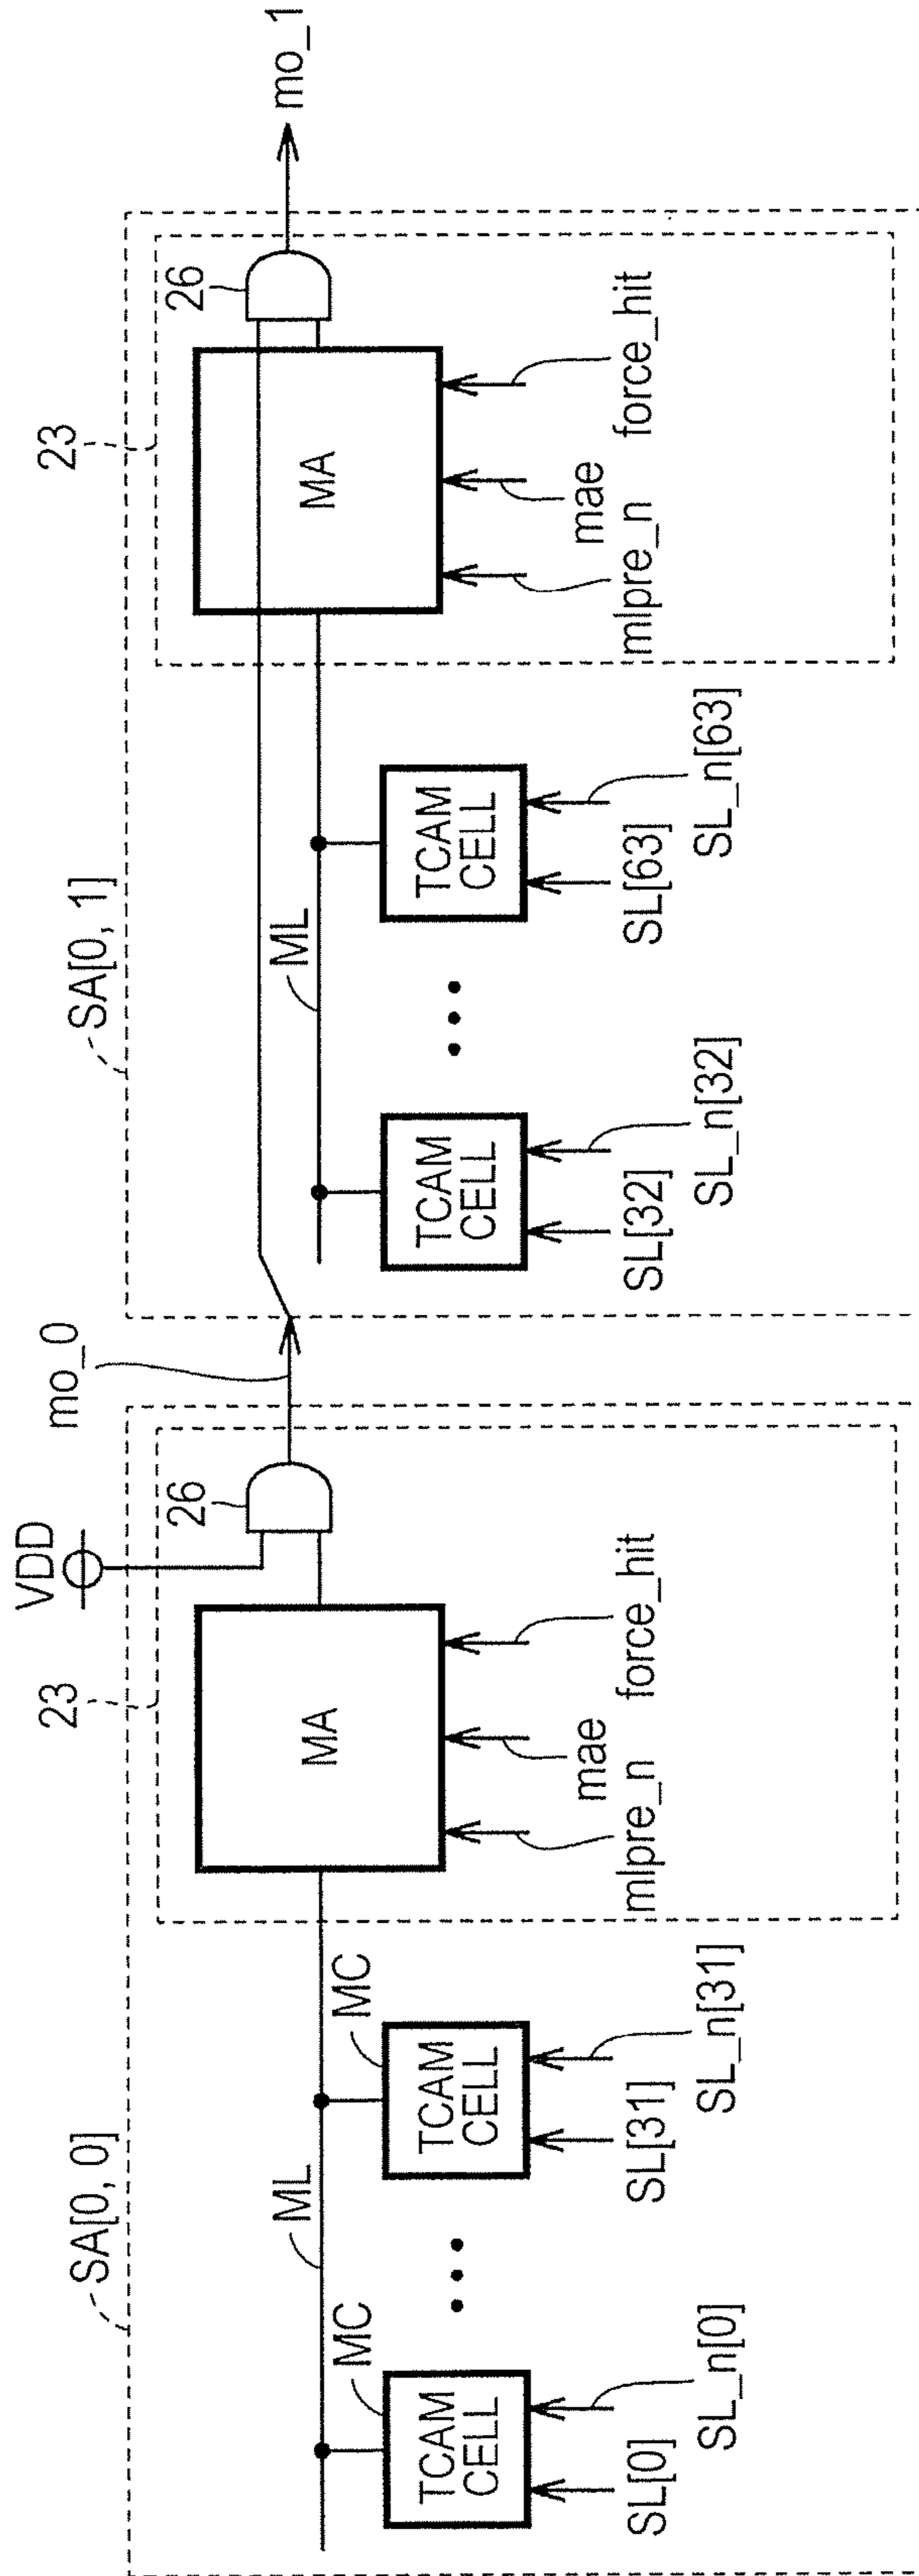 SA[0, 0]
23
VDD
mo_0
SA[0, 1]
23
mo_1
ML
MC
MC
MA
26
ML
MA
26
TCAM
CELL
TCAM
CELL
TCAM
CELL
TCAM
CELL
SL[0]
SL_n[0]
SL[31]
SL_n[31]
mlpre_n
mae
force_hit
SL[32]
SL_n[32]
SL[63]
SL_n[63]
mlpre_n
mae
force_hit